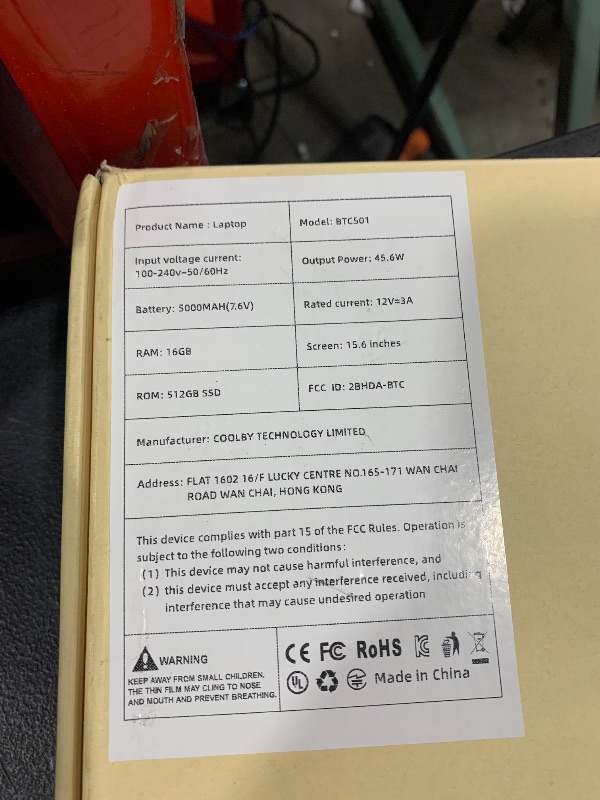 Product Name : Laptop
Model: BTC501
Input voltage current:
100-240v~50/60Hz
Output Power: 45.6W
Battery: 5000MAH(7.6V)
Rated current: 12V=3A
RAM: 16GB
Screen: 15.6 inches
ROM: 512GB SSD
FCC ID: 2BHDA-BTC
Manufacturer: COOLBY TECHNOLOGY LIMITED
Address: FLAT 1602 16/F LUCKY CENTRE NO.165-171 WAN CHAI
ROAD WAN CHAI, HONG KONG
This device complies with part 15 of the FCC Rules. Operation is
subject to the following two conditions:
(1) This device may not cause harmful interference, and
(2) this device must accept any interference received, including
interference that may cause undesired operation
WARNING
KEEP AWAY FROM SMALL CHILDREN.
THE THIN FILM MAY CLING TO NOSE
AND MOUTH AND PREVENT BREATHING.
CE FC RoHS
UL Made in China